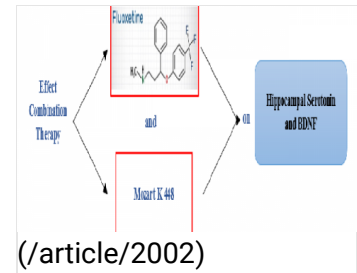 Fluoxetine
Effect
Combination
Therapy
and
on
Hippocampal Serotonin
and BDNF
Mozart K 448
(/article/2002)